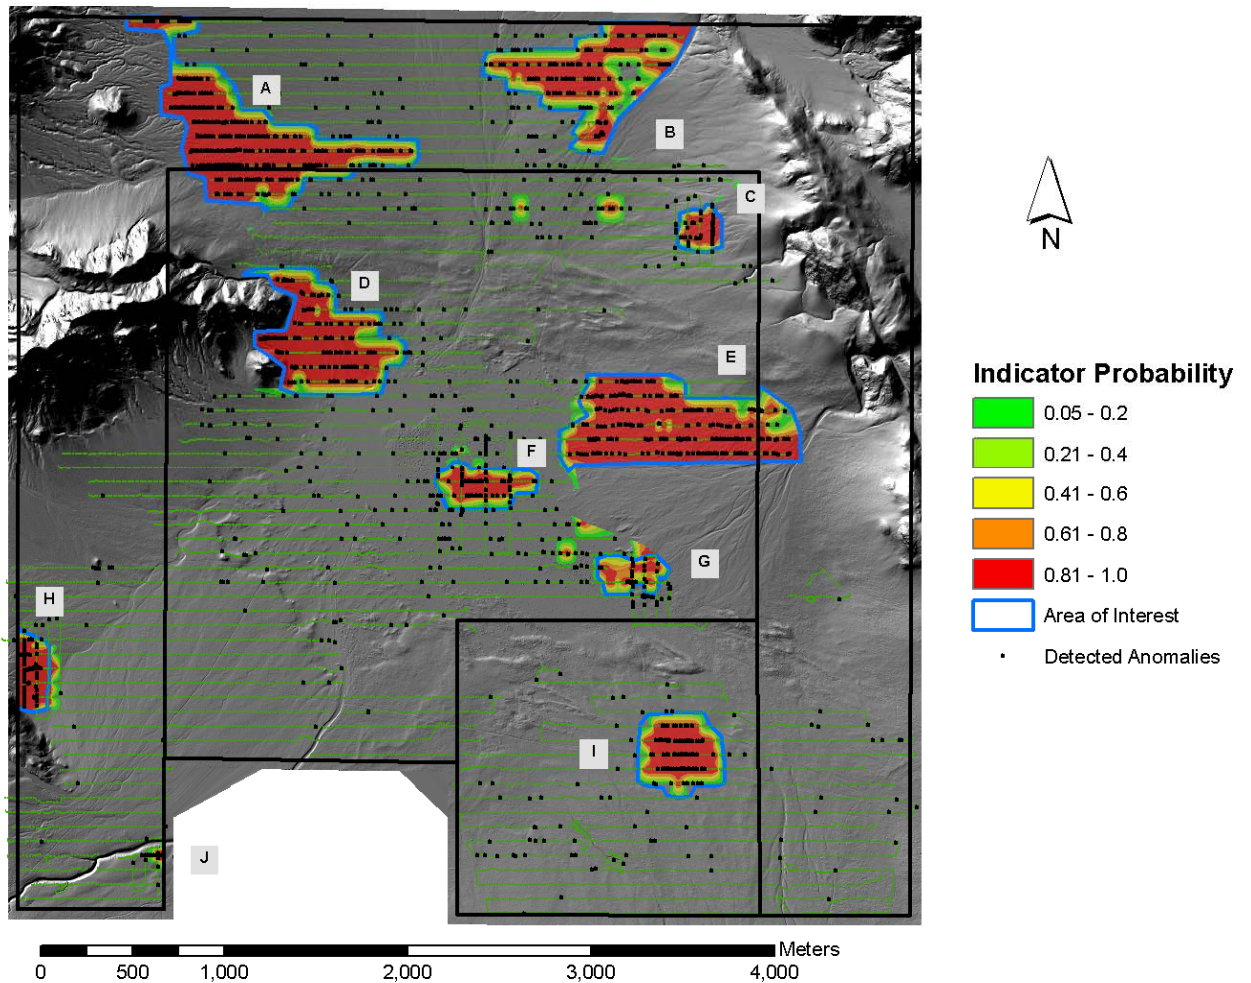 A
B
C
D
E
F
G
H
I
J
N
Indicator Probability
0.05 - 0.2
0.21 - 0.4
0.41 - 0.6
0.61 - 0.8
0.81 - 1.0
Area of Interest
Detected Anomalies
Meters
0 500 1,000 2,000 3,000 4,000